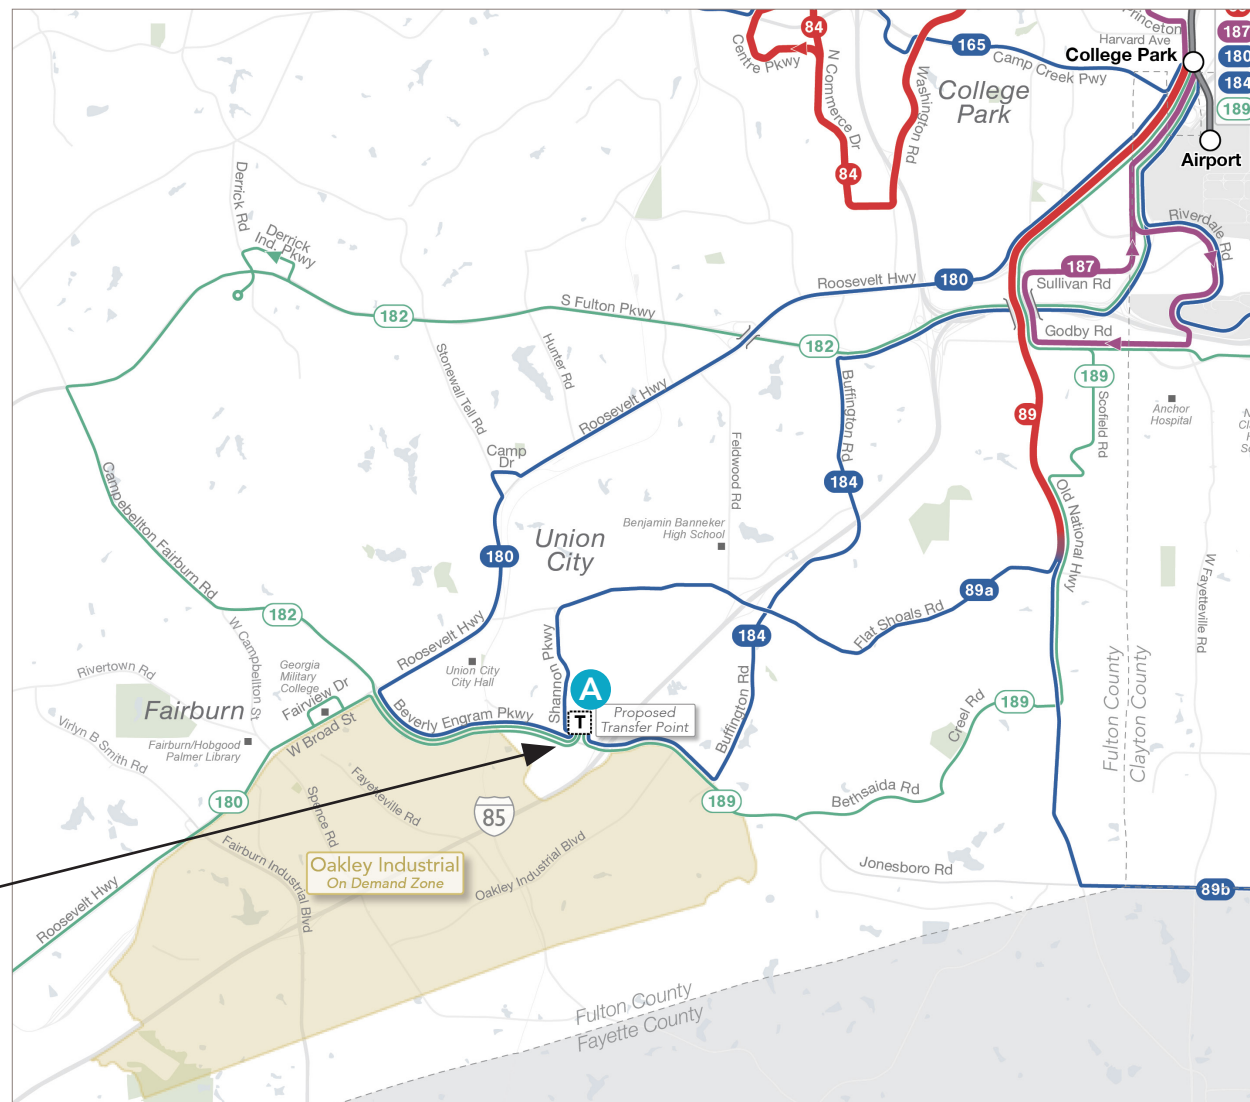 Princeton
Harvard Ave
College Park
Airport
187
180
184
189
84
Centre Pkwy
N Commerce Dr
84
Washington Rd
165
Camp Creek Pwy
College
Park
Derrick Rd
Derrick
Ind. Pkwy
182
S Fulton Pkwy
182
Roosevelt Hwy
180
187
Sullivan Rd
Riverdale Rd
Godby Rd
189
Scofield Rd
89
Anchor
Hospital
Stonewall Tell Rd
Hunter Rd
Roosevelt Hwy
Buffington Rd
Camp
Dr
Feldwood Rd
184
Old National Hwy
Campbellton Fairburn Rd
Benjamin Banneker
High School
Union
City
180
W Fayetteville Rd
89a
Flat Shoals Rd
182
Roosevelt Hwy
184
W Campbellton St
Rivertown Rd
Georgia
Military
College
Union City
City Hall
Shannon Pkwy
A
T
Proposed
Transfer Point
Buffington Rd
Fulton County
Clayton County
Fairburn
Fairview Dr
W Broad St
Beverly Engram Pkwy
Creel Rd
189
Virlyn B Smith Rd
Fairburn/Hobgood
Palmer Library
180
Spence Rd
Fayetteville Rd
85
189
Bethsaida Rd
Fairburn Industrial Blvd
Oakley Industrial
On Demand Zone
Oakley Industrial Blvd
Jonesboro Rd
89b
Roosevelt Hwy
Fulton County
Fayette County